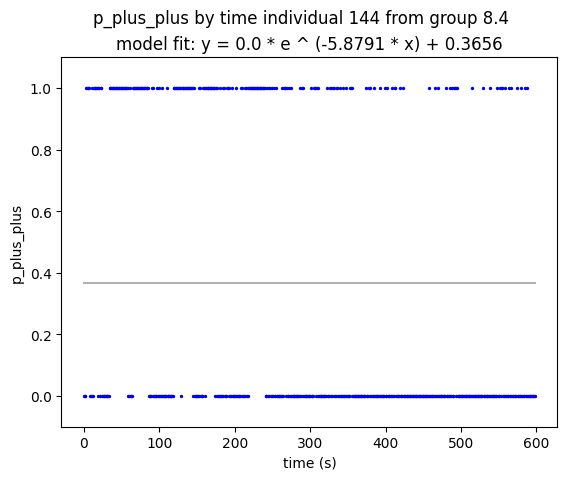 p_plus_plus by time individual 144 from group 8.4
model fit: y = 0.0 * e ^ (-5.8791 * x) + 0.3656
1.0
0.8
0.6
0.4
0.2
0.0
p_plus_plus
0 100 200 300 400 500 600
time (s)